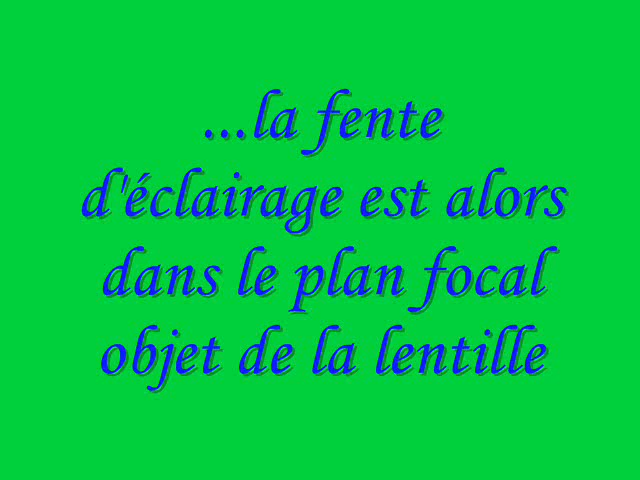 ...la fente
d'éclairage est alors
dans le plan focal
objet de la lentille